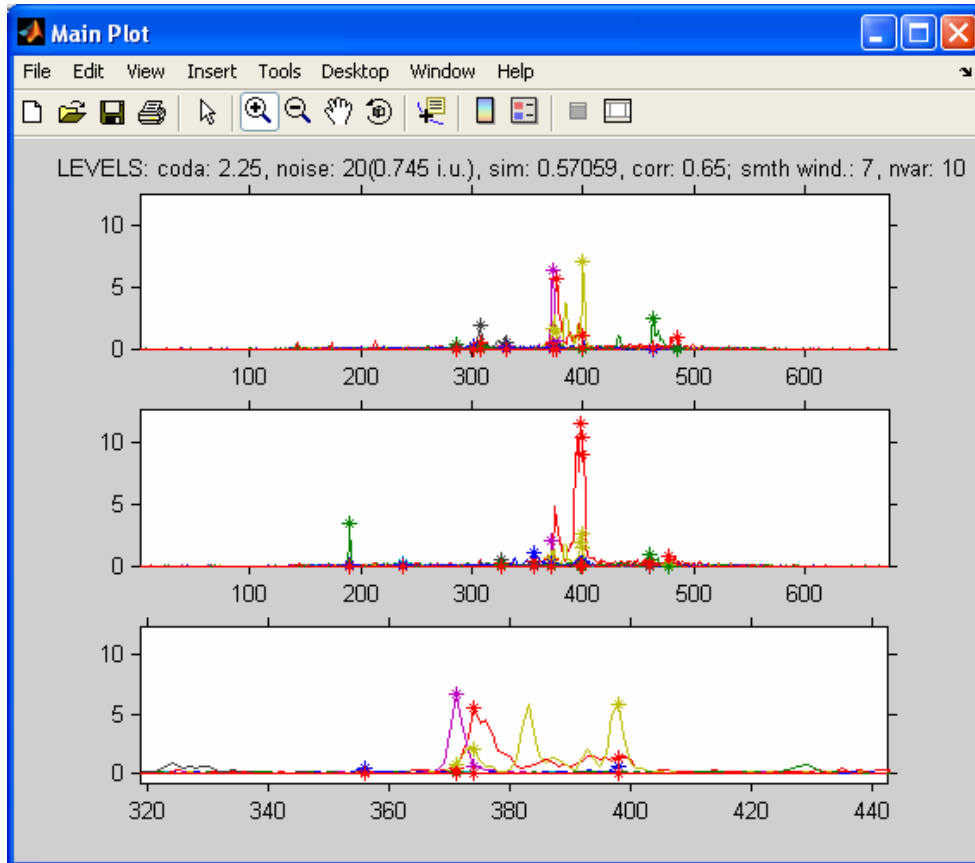 Main Plot
File Edit View Insert Tools Desktop Window Help
LEVELS: coda: 2.25, noise: 20(0.745 i.u.), sim: 0.57059, corr: 0.65; smth wind.: 7, nvar: 10
10
5
0
100 200 300 400 500 600
10
5
0
100 200 300 400 500 600
10
5
0
320 340 360 380 400 420 440